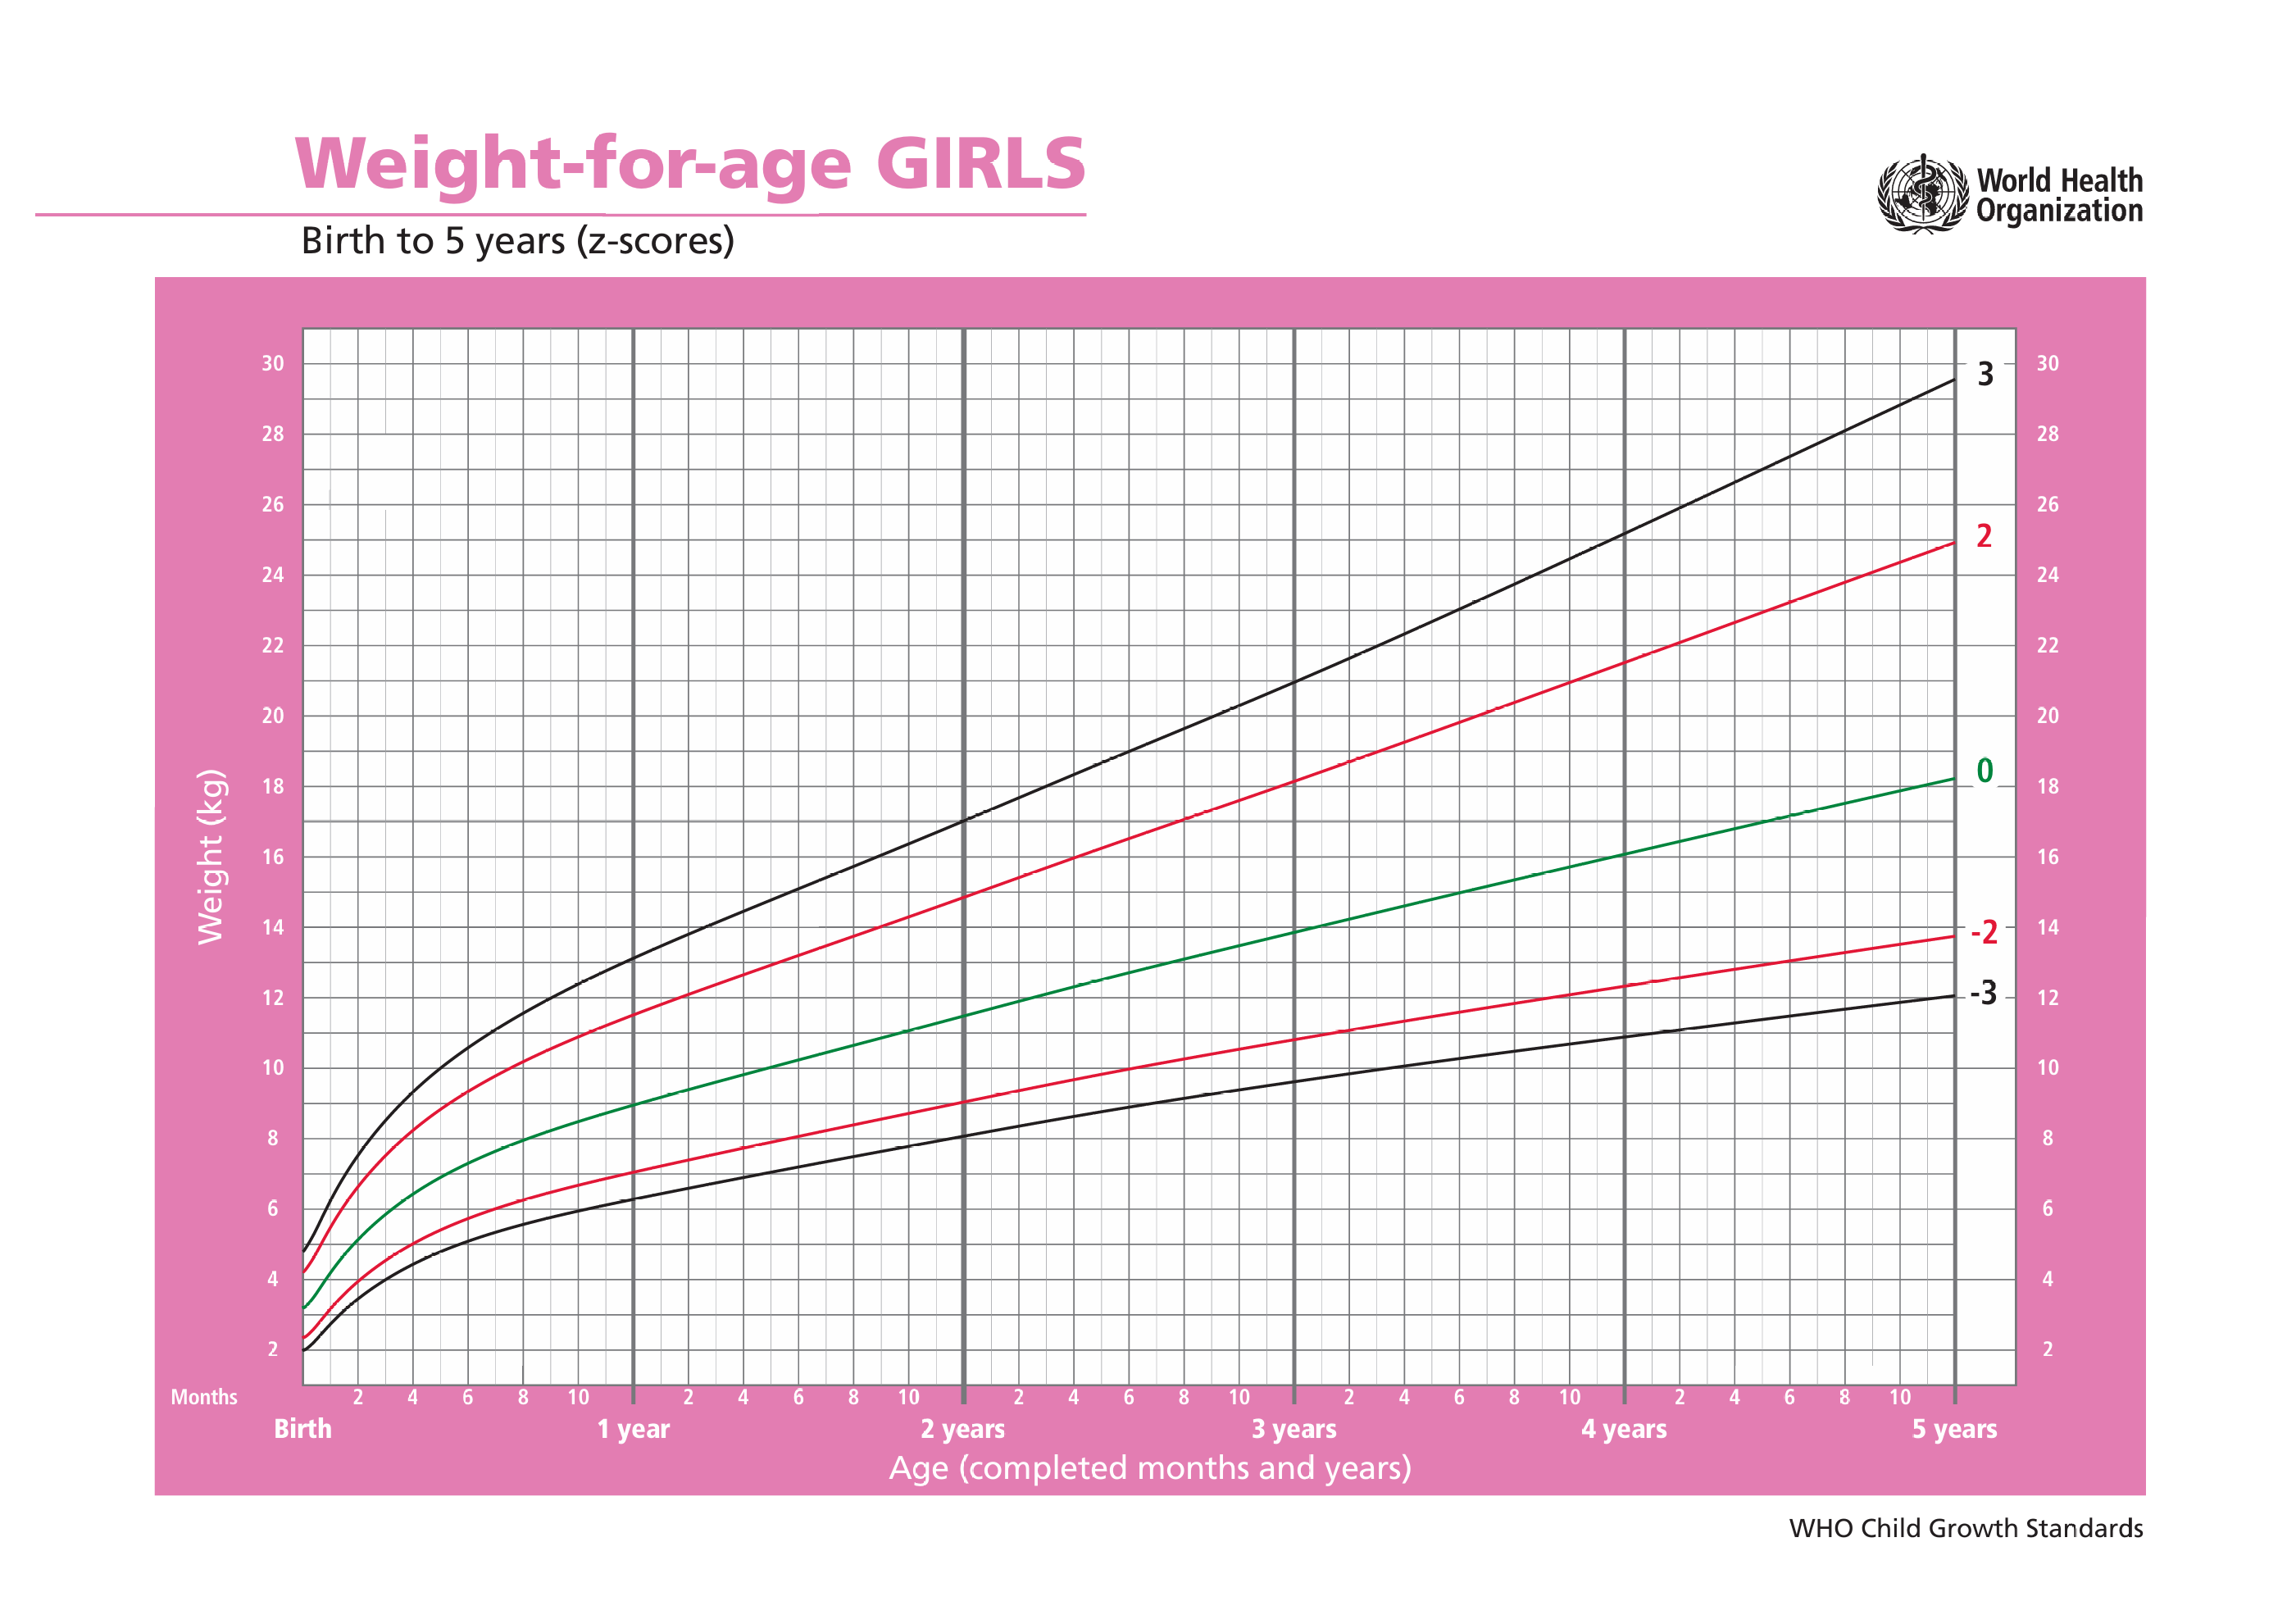 Weight-for-age GIRLS
Birth to 5 years (z-scores)
World Health
Organization
30 30
3
28 28
26 26
2
24 24
22 22
20 20
0
18 18
16 16
14 -2 14
12 -3 12
10 10
8 8
6 6
4 4
2 2
Weight (kg)
Months 2 4 6 8 10 2 4 6 8 10 2 4 6 8 10 2 4 6 8 10 2 4 6 8 10
Birth 1 year 2 years 3 years 4 years 5 years
Age (completed months and years)
WHO Child Growth Standards